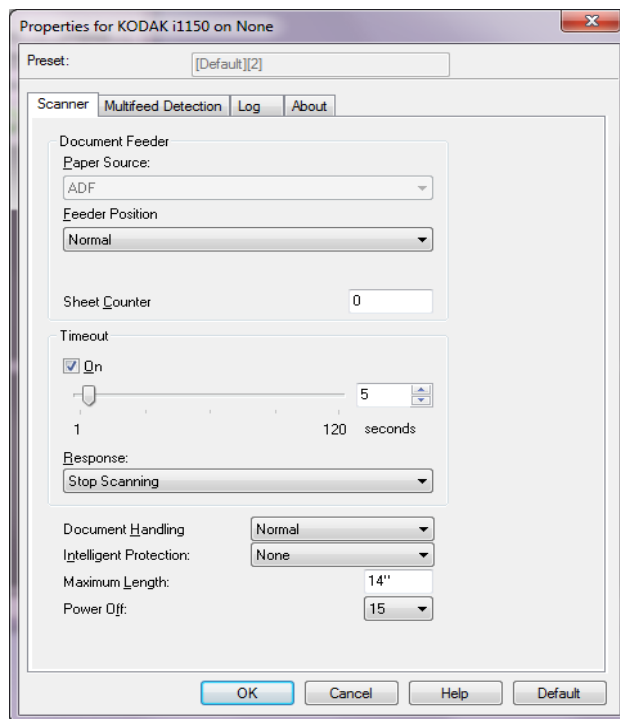 Properties for KODAK i1150 on None
Preset: [Default][2]
Scanner Multifeed Detection Log About
Document Feeder
Paper Source:
ADF
Feeder Position
Normal
Sheet Counter 0
Timeout
On
5
1 120 seconds
Response:
Stop Scanning
Document Handling Normal
Intelligent Protection: None
Maximum Length: 14"
Power Off: 15
OK Cancel Help Default